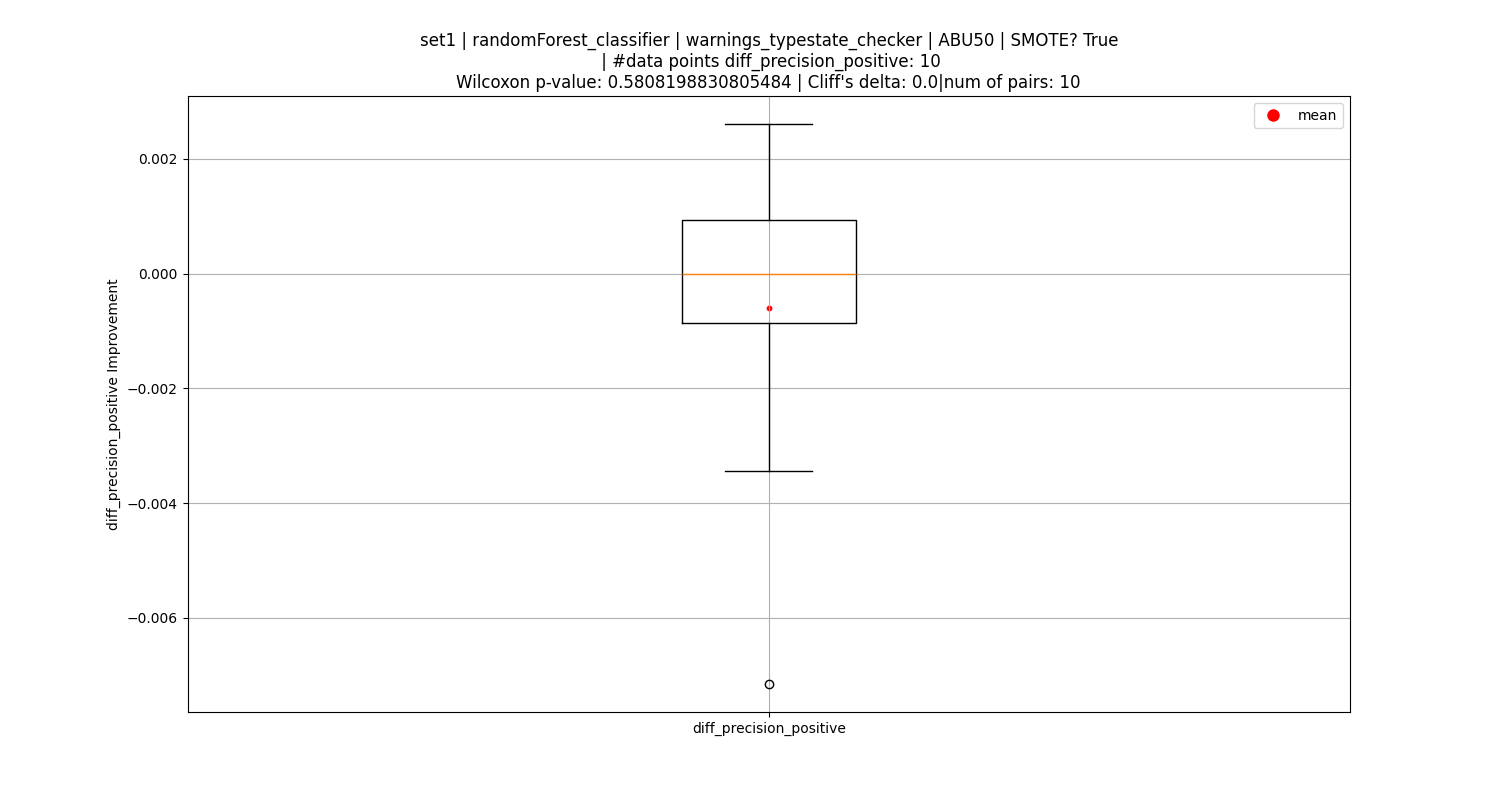 set1 | randomForest_classifier | warnings_typestate_checker | ABU50 | SMOTE? True
| #data points diff_precision_positive: 10
Wilcoxon p-value: 0.5808198830805484 | Cliff's delta: 0.0|num of pairs: 10
mean
0.002
0.000
−0.002
−0.004
−0.006
diff_precision_positive Improvement
diff_precision_positive